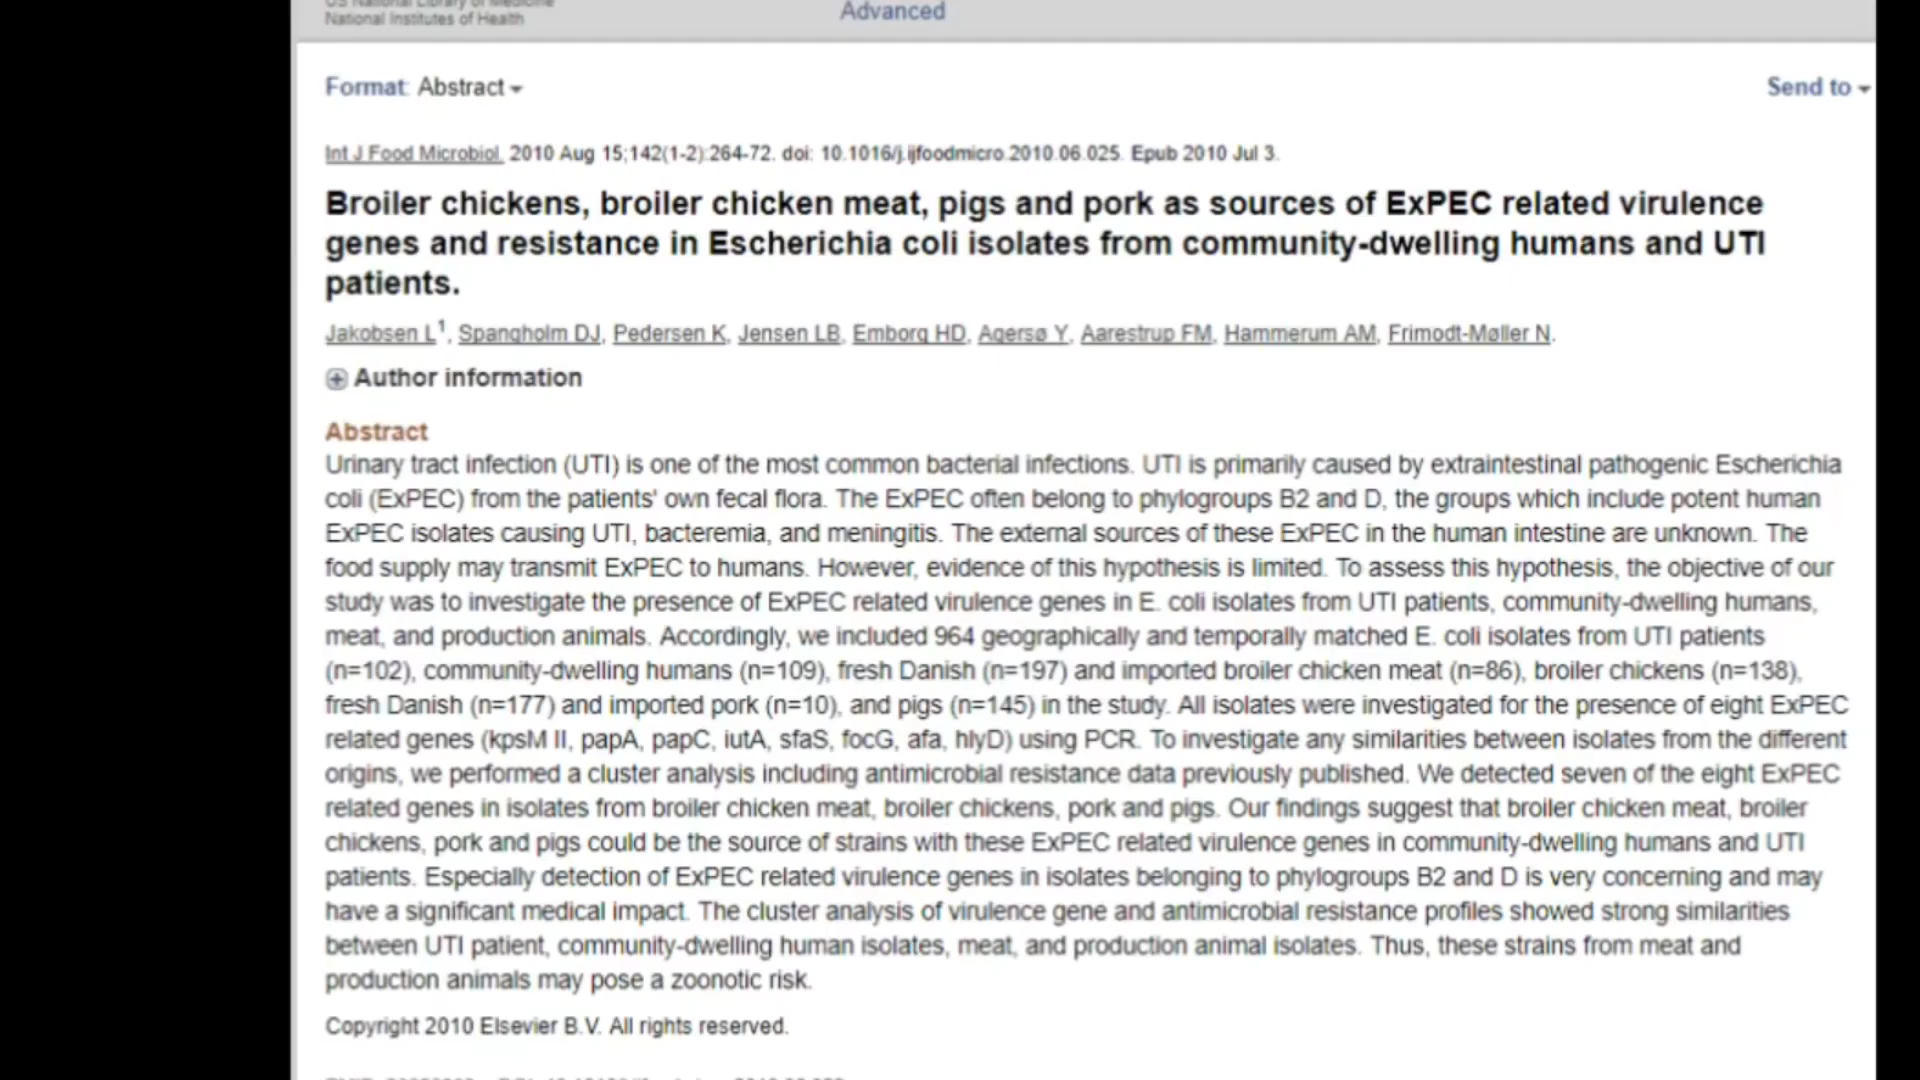 US National Library of Medicine
National Institutes of Health
Advanced
Format: Abstract
Send to
Int J Food Microbiol. 2010 Aug 15;142(1-2):264-72. doi: 10.1016/j.ijfoodmicro.2010.06.025. Epub 2010 Jul 3.
Broiler chickens, broiler chicken meat, pigs and pork as sources of ExPEC related virulence
genes and resistance in Escherichia coli isolates from community-dwelling humans and UTI
patients.
Jakobsen L1, Spangholm DJ, Pedersen K, Jensen LB, Emborg HD, Agersø Y, Aarestrup FM, Hammerum AM, Frimodt-Møller N.
Author information
Abstract
Urinary tract infection (UTI) is one of the most common bacterial infections. UTI is primarily caused by extraintestinal pathogenic Escherichia
coli (ExPEC) from the patients' own fecal flora. The ExPEC often belong to phylogroups B2 and D, the groups which include potent human
ExPEC isolates causing UTI, bacteremia, and meningitis. The external sources of these ExPEC in the human intestine are unknown. The
food supply may transmit ExPEC to humans. However, evidence of this hypothesis is limited. To assess this hypothesis, the objective of our
study was to investigate the presence of ExPEC related virulence genes in E. coli isolates from UTI patients, community-dwelling humans,
meat, and production animals. Accordingly, we included 964 geographically and temporally matched E. coli isolates from UTI patients
(n=102), community-dwelling humans (n=109), fresh Danish (n=197) and imported broiler chicken meat (n=86), broiler chickens (n=138),
fresh Danish (n=177) and imported pork (n=10), and pigs (n=145) in the study. All isolates were investigated for the presence of eight ExPEC
related genes (kpsM II, papA, papC, iutA, sfaS, focG, afa, hlyD) using PCR. To investigate any similarities between isolates from the different
origins, we performed a cluster analysis including antimicrobial resistance data previously published. We detected seven of the eight ExPEC
related genes in isolates from broiler chicken meat, broiler chickens, pork and pigs. Our findings suggest that broiler chicken meat, broiler
chickens, pork and pigs could be the source of strains with these ExPEC related virulence genes in community-dwelling humans and UTI
patients. Especially detection of ExPEC related virulence genes in isolates belonging to phylogroups B2 and D is very concerning and may
have a significant medical impact. The cluster analysis of virulence gene and antimicrobial resistance profiles showed strong similarities
between UTI patient, community-dwelling human isolates, meat, and production animal isolates. Thus, these strains from meat and
production animals may pose a zoonotic risk.
Copyright 2010 Elsevier B.V. All rights reserved.